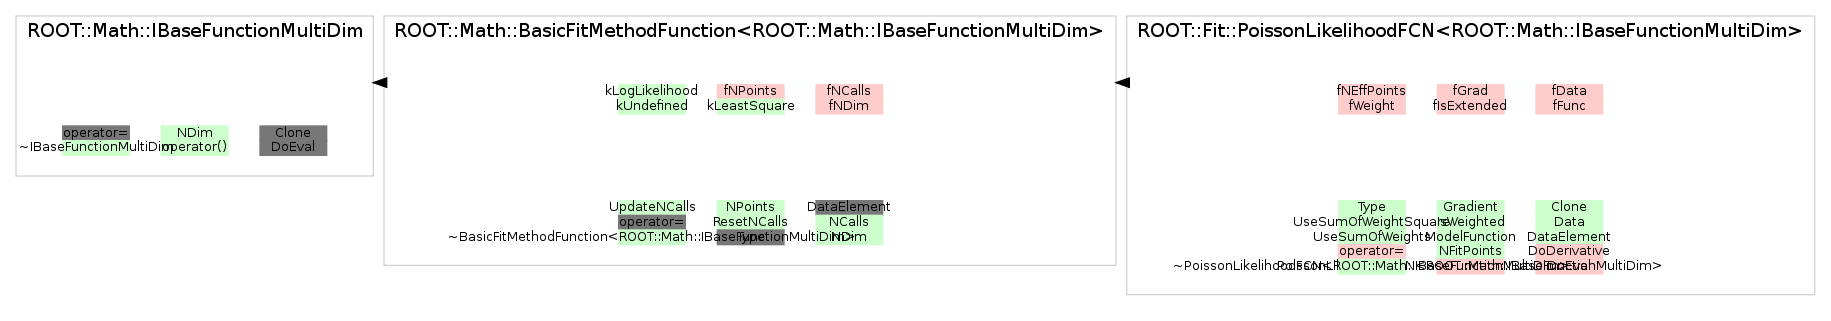 ROOT::Math::IBaseFunctionMultiDim
operator= NDim Clone
~IBaseFunctionMultiDim operator() DoEval
ROOT::Math::BasicFitMethodFunction<ROOT::Math::IBaseFunctionMultiDim>
kLogLikelihood fNPoints fNCalls
kUndefined kLeastSquare fNDim
UpdateNCalls NPoints DataElement
operator= ResetNCalls NCalls
~BasicFitMethodFunction<ROOT::Math::IBaseFunctionMultiDim> Type NDim
ROOT::Fit::PoissonLikelihoodFCN<ROOT::Math::IBaseFunctionMultiDim>
fNEffPoints fGrad fData
fWeight fIsExtended fFunc
Type Gradient Clone
UseSumOfWeightSquare IsWeighted Data
UseSumOfWeights ModelFunction DataElement
operator= NFitPoints DoDerivative
~PoissonLikelihoodFCN<ROOT::Math::IBaseFunctionMultiDim> DoEval